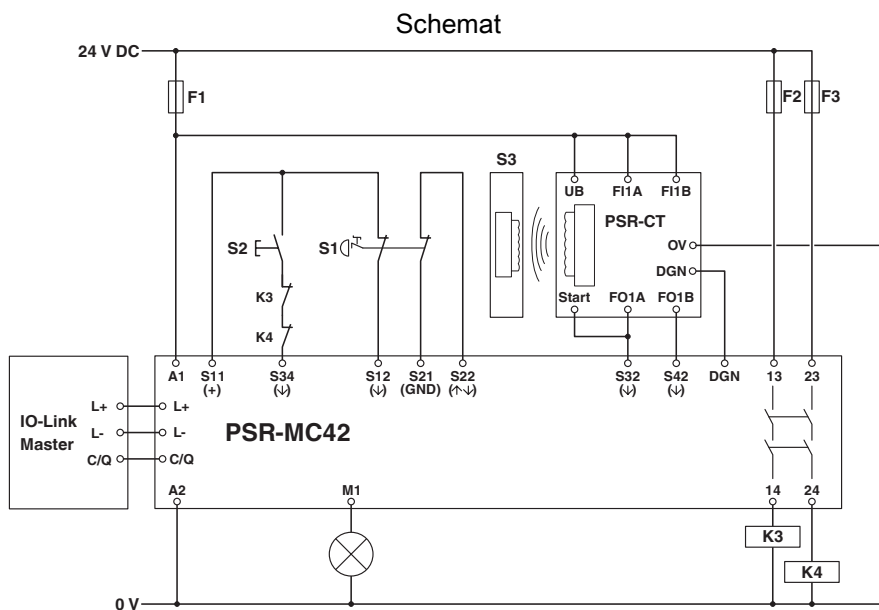 Schemat
24 V DC
F1
F2
F3
S3
UB
FI1A
FI1B
PSR-CT
0V
DGN
Start
FO1A
FO1B
S2
S1
K3
K4
A1
S11
(+)
S34
(↓)
S12
(↓)
S21
(GND)
S22
(↑↓)
S32
(↓)
S42
(↓)
DGN
13
23
IO-Link
Master
L+
L-
C/Q
L+
L-
C/Q
PSR-MC42
A2
M1
14
24
K3
K4
0 V